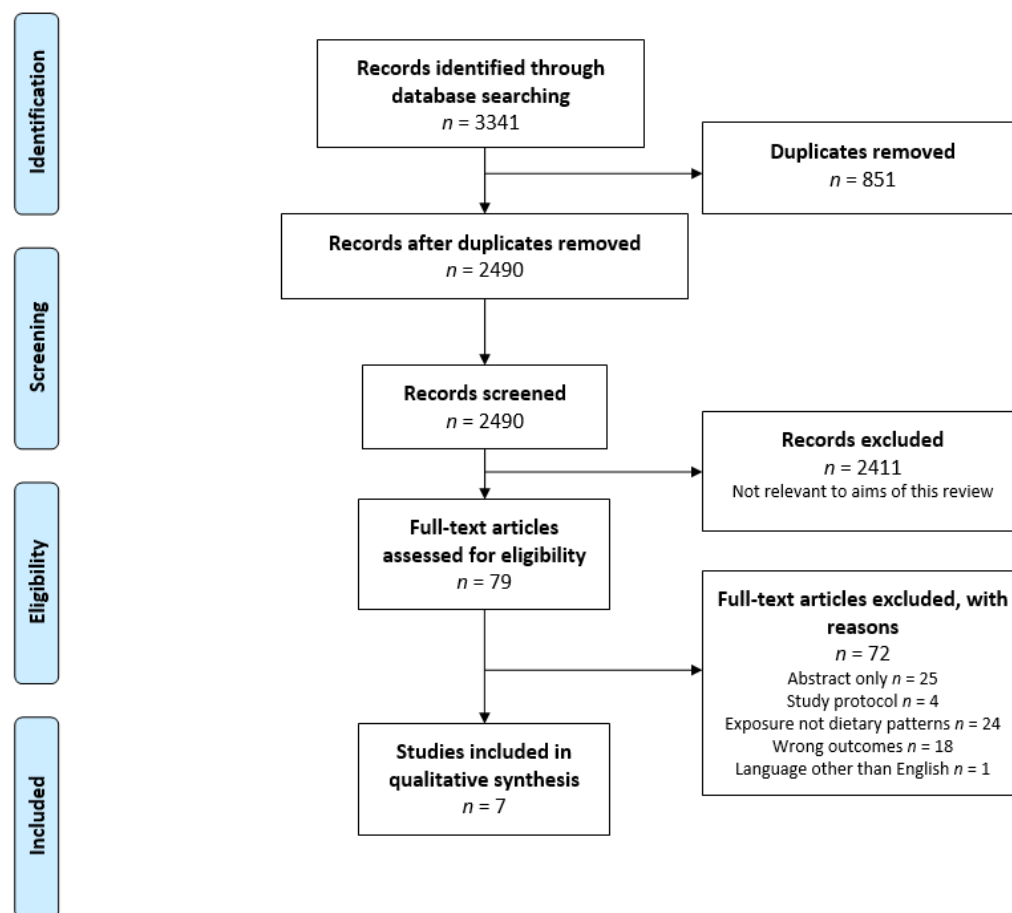 Identification
Records identified through
database searching
n = 3341
Duplicates removed
n = 851
Records after duplicates removed
n = 2490
Screening
Records screened
n = 2490
Records excluded
n = 2411
Not relevant to aims of this review
Eligibility
Full-text articles
assessed for eligibility
n = 79
Full-text articles excluded, with
reasons
n = 72
Abstract only n = 25
Study protocol n = 4
Exposure not dietary patterns n = 24
Wrong outcomes n = 18
Language other than English n = 1
Included
Studies included in
qualitative synthesis
n = 7